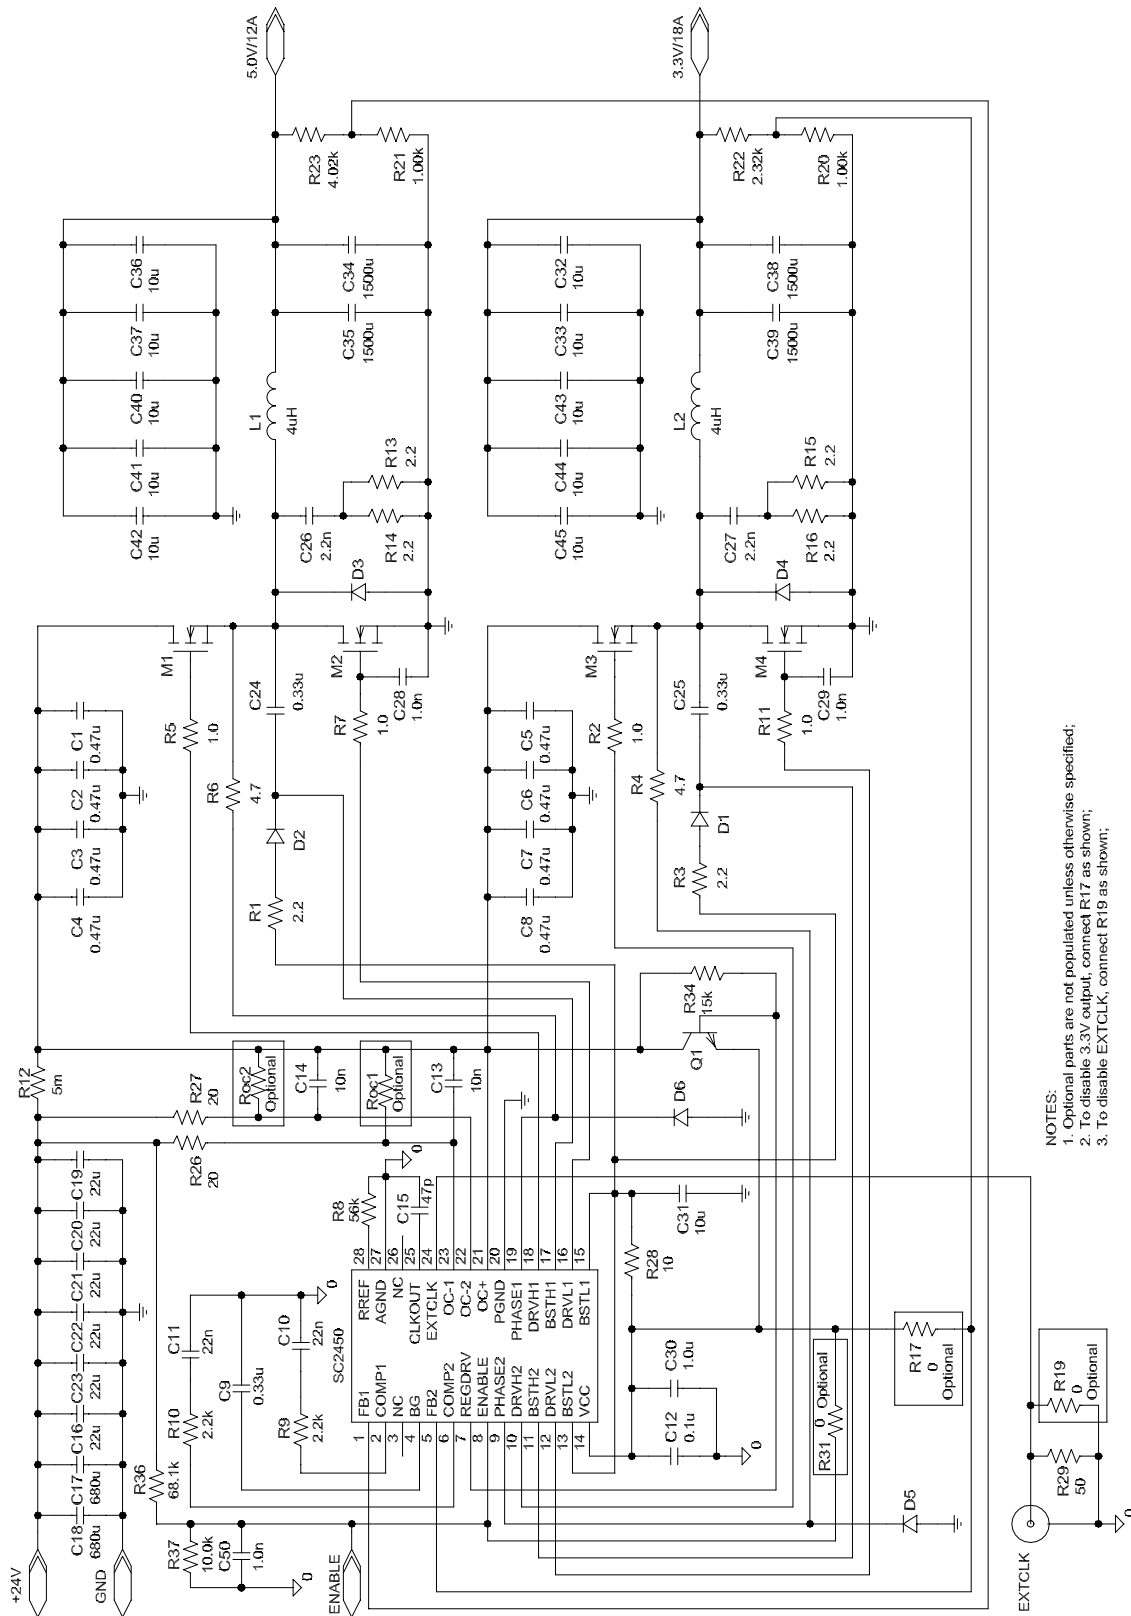 +24V
GND
C18
680u
C17
680u
C16
22u
C23
22u
C22
22u
C21
22u
C20
22u
C19
22u
R12
5m
R36
68.1k
R26
20
R27
20
R37
10.0k
C50
1.0n
ENABLE
Roc2
Optional
C14
10n
Roc1
Optional
C13
10n
C4
0.47u
C3
0.47u
C2
0.47u
C1
0.47u
R5
1.0
M1
R6
4.7
R1
2.2
D2
C24
0.33u
R7
1.0
M2
C28
1.0n
D3
C26
2.2n
R14
2.2
R13
2.2
L1
4uH
C42
10u
C41
10u
C40
10u
C37
10u
C36
10u
C35
1500u
C34
1500u
R23
4.02k
R21
1.00k
5.0V/12A
R10
2.2k
C11
22n
C9
0.33u
R9
2.2k
C10
22n
0
0
R8
56k
C15
47p
0
SC2450
1 FB1
2 COMP1
3 NC
4 BG
5 FB2
6 COMP2
7 REGDRV
8 ENABLE
9 PHASE2
10 DRVH2
11 BSTH2
12 DRVL2
13 BSTL2
14 VCC
RREF 28
AGND 27
NC 26
CLKOUT 25
EXTCLK 24
OC-1 23
OC-2 22
OC+ 21
PGND 20
PHASE1 19
DRVH1 18
BSTH1 17
DRVL1 16
BSTL1 15
C8
0.47u
C7
0.47u
C6
0.47u
C5
0.47u
R2
1.0
M3
R4
4.7
R3
2.2
D1
C25
0.33u
R11
1.0
M4
C29
1.0n
D4
C27
2.2n
R16
2.2
R15
2.2
L2
4uH
C45
10u
C44
10u
C43
10u
C33
10u
C32
10u
C39
1500u
C38
1500u
R22
2.32k
R20
1.00k
3.3V/18A
Q1
R34
15k
D6
R28
10
C31
10u
C12
0.1u
C30
1.0u
0
R31
0 Optional
R17
0
Optional
D5
EXTCLK
R29
50
R19
0
Optional
0
NOTES:
1. Optional parts are not populated unless otherwise specified;
2. To disable 3.3V output, connect R17 as shown;
3. To disable EXTCLK, connect R19 as shown;